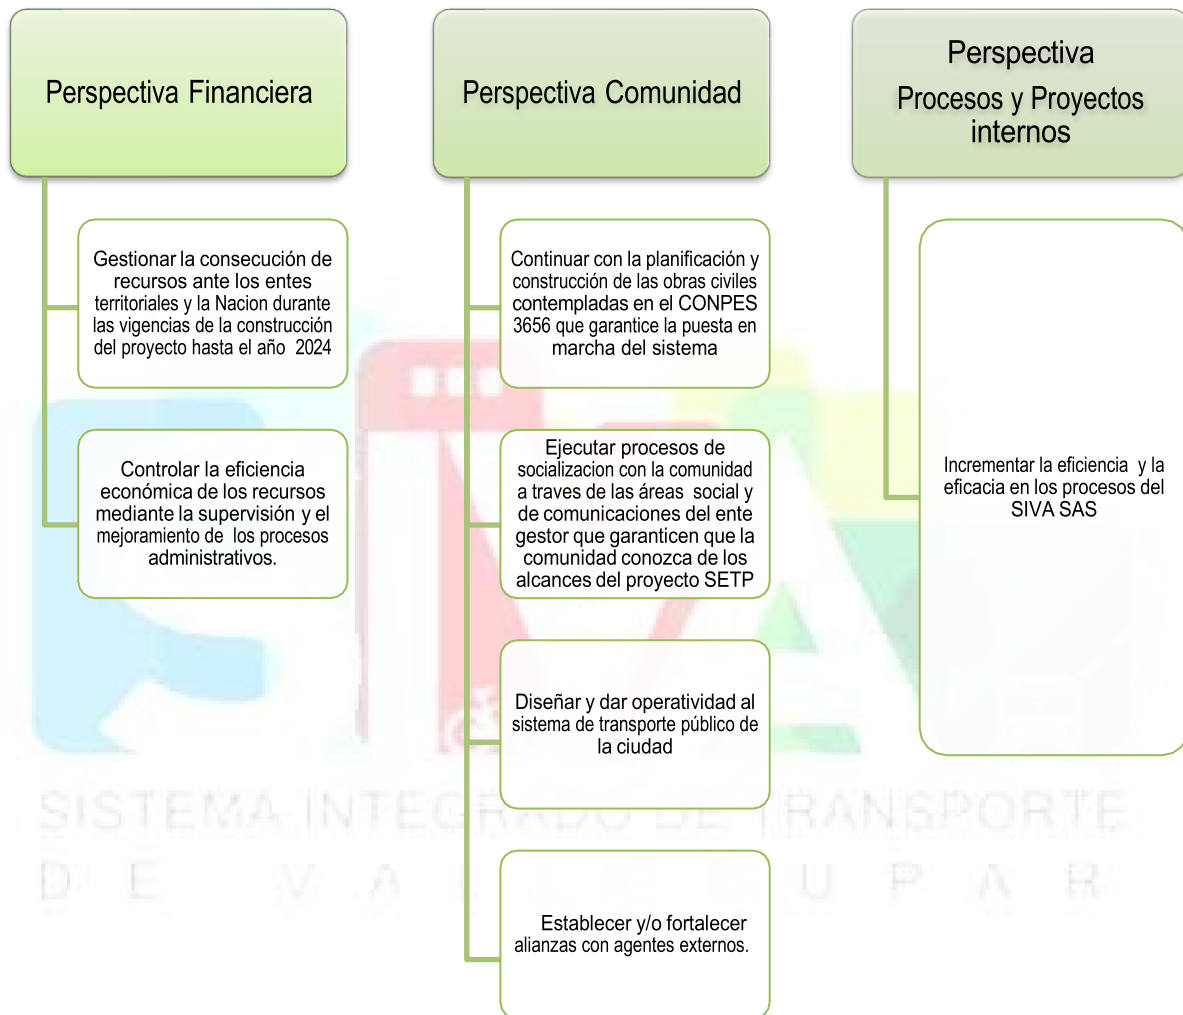 Perspectiva Financiera
Gestionar la consecución de
recursos ante los entes
territoriales y la Nacion durante
las vigencias de la construcción
del proyecto hasta el año 2024
Controlar la eficiencia
económica de los recursos
mediante la supervisión y el
mejoramiento de los procesos
administrativos.
Perspectiva Comunidad
Continuar con la planificación y
construcción de las obras civiles
contempladas en el CONPES
3656 que garantice la puesta en
marcha del sistema
Ejecutar procesos de
socializacion con la comunidad
a traves de las áreas social y
de comunicaciones del ente
gestor que garanticen que la
comunidad conozca de los
alcances del proyecto SETP
Diseñar y dar operatividad al
sistema de transporte público de
la ciudad
Establecer y/o fortalecer
alianzas con agentes externos.
Perspectiva
Procesos y Proyectos
internos
Incrementar la eficiencia y la
eficacia en los procesos del
SIVA SAS
SIVA
SISTEMA INTEGRADO DE TRANSPORTE
DE VALLEDUPAR